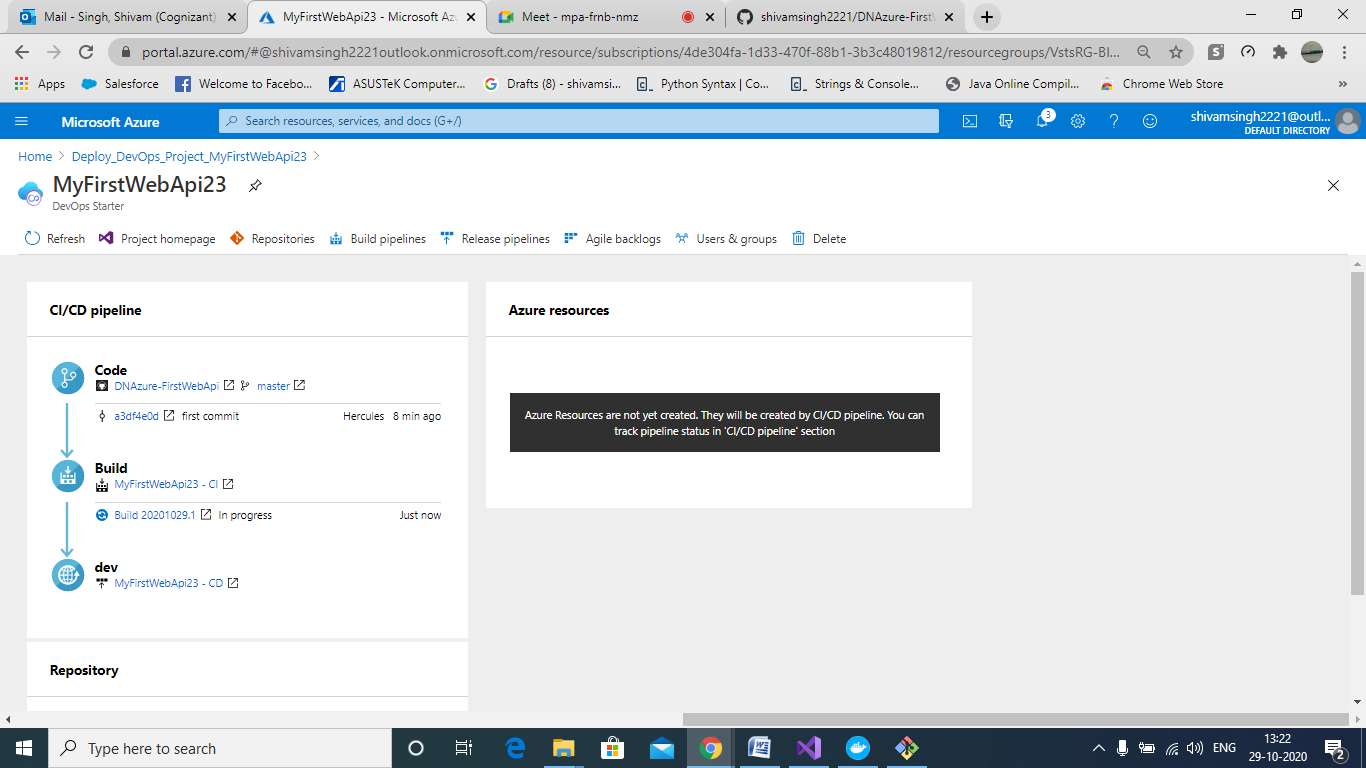 Mail - Singh, Shivam (Cognizant)
MyFirstWebApi23 - Microsoft Az
Meet - mpa-frnb-nmz
shivamsingh2221/DNAzure-First
portal.azure.com/#@shivamsingh2221outlook.onmicrosoft.com/resource/subscriptions/4de304fa-1d33-470f-88b1-3b3c48019812/resourcegroups/VstsRG-Bl...
Apps
Salesforce
Welcome to Facebo...
ASUSTeK Computer...
Drafts (8) - shivamsi...
Python Syntax | Co...
Strings & Console...
Java Online Compil...
Chrome Web Store
»
Microsoft Azure
Search resources, services, and docs (G+/)
3
shivamsingh2221@outl...
DEFAULT DIRECTORY
Home > Deploy_DevOps_Project_MyFirstWebApi23 >
MyFirstWebApi23
DevOps Starter
Refresh
Project homepage
Repositories
Build pipelines
Release pipelines
Agile backlogs
Users & groups
Delete
CI/CD pipeline
Code
DNAzure-FirstWebApi master
a3df4e0d first commit Hercules 8 min ago
Build
MyFirstWebApi23 - CI
Build 20201029.1 In progress Just now
dev
MyFirstWebApi23 - CD
Repository
Azure resources
Azure Resources are not yet created. They will be created by CI/CD pipeline. You can
track pipeline status in 'CI/CD pipeline' section
Type here to search
ENG
13:22
29-10-2020
2